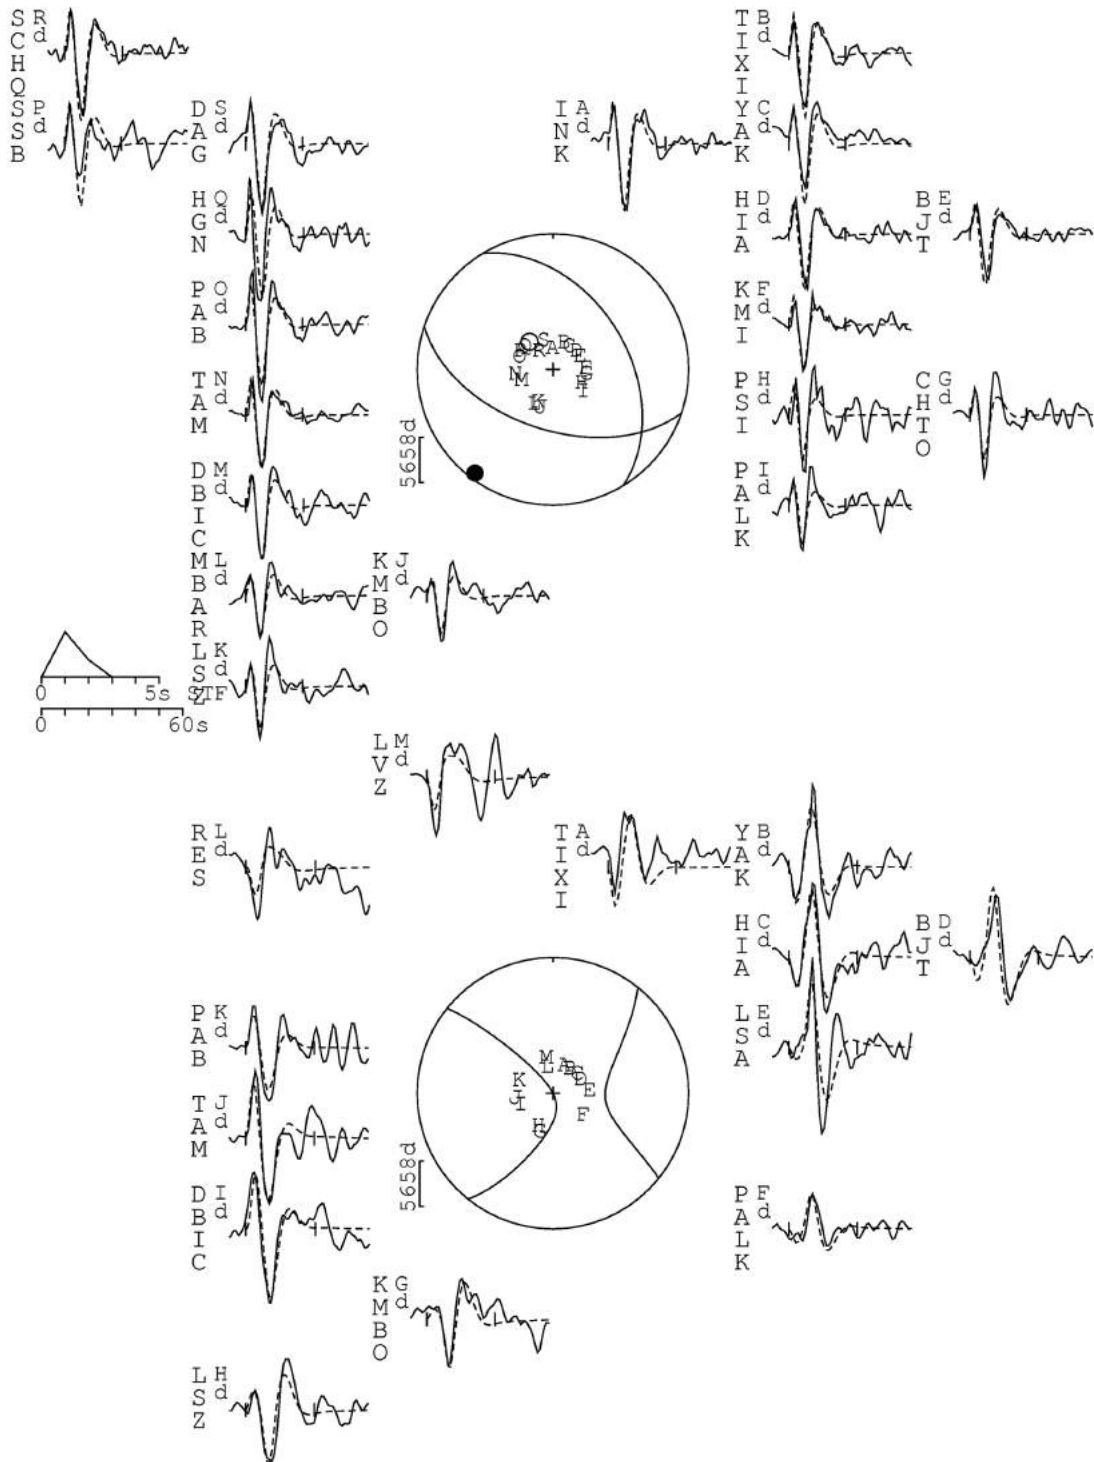 SCHQ R d
TIXI B d
SSB P d
DAG S d
INK A d
YAK C d
HGN Q d
HIA D d
BJT E d
PAB O d
KMI F d
S
R A
D E
N M
I
TAM N d
PSI H d
CHTO G d
5658d
DBIC M d
PALK I d
MBAR L d
KMBO J d
LSZ K d
0 5s STF
0 60s
LVZ M d
RES L d
TIXI A d
YAK B d
HIA C d
BJT D d
PAB K d
LSA E d
M
L A B
K E
J I F
H
TAM J d
5658d
DBIC I d
PALK F d
KMBO G d
LSZ H d